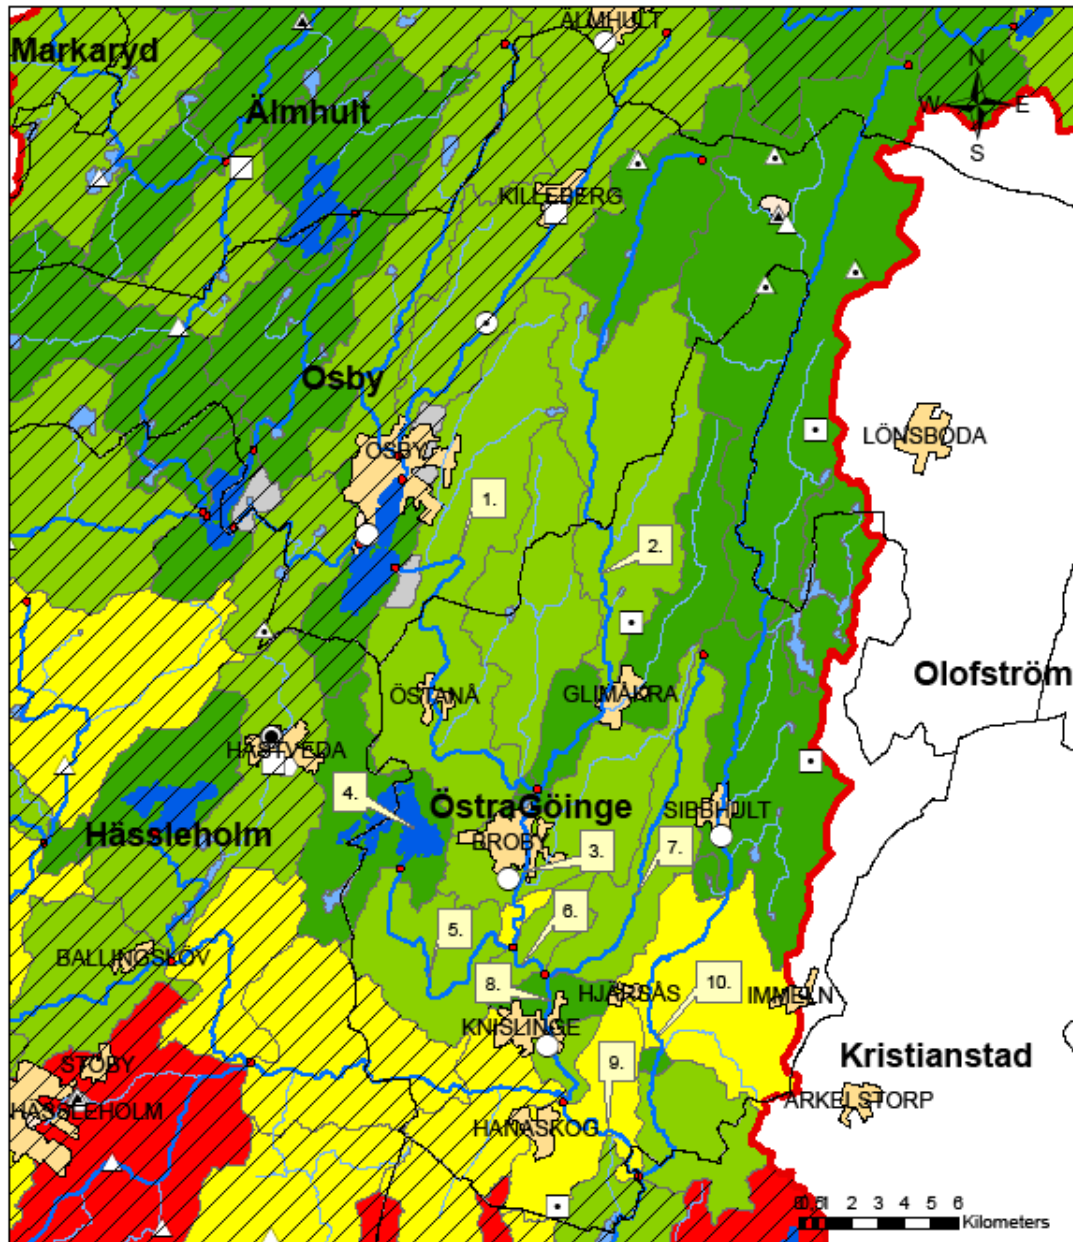 ÄLMHULT
Markaryd
N
Älmhult
W
E
S
KILLEBERG
Osby
OSBY
LÖNSBODA
1.
2.
Olofström
ÖSTANÅ
GLIMÅKRA
HÄSTVEDA
4.
ÖstraGöinge
SIBBHULT
Hässleholm
BROBY
3.
7.
6.
5.
BALLINGSLÖV
8.
HJÄRSÅS
10.
IMMELN
KNISLINGE
Kristianstad
STOBY
9.
HÄSSLEHOLM
ARKELSTORP
HANASKOG
1 2 3 4 5 6
Kilometers